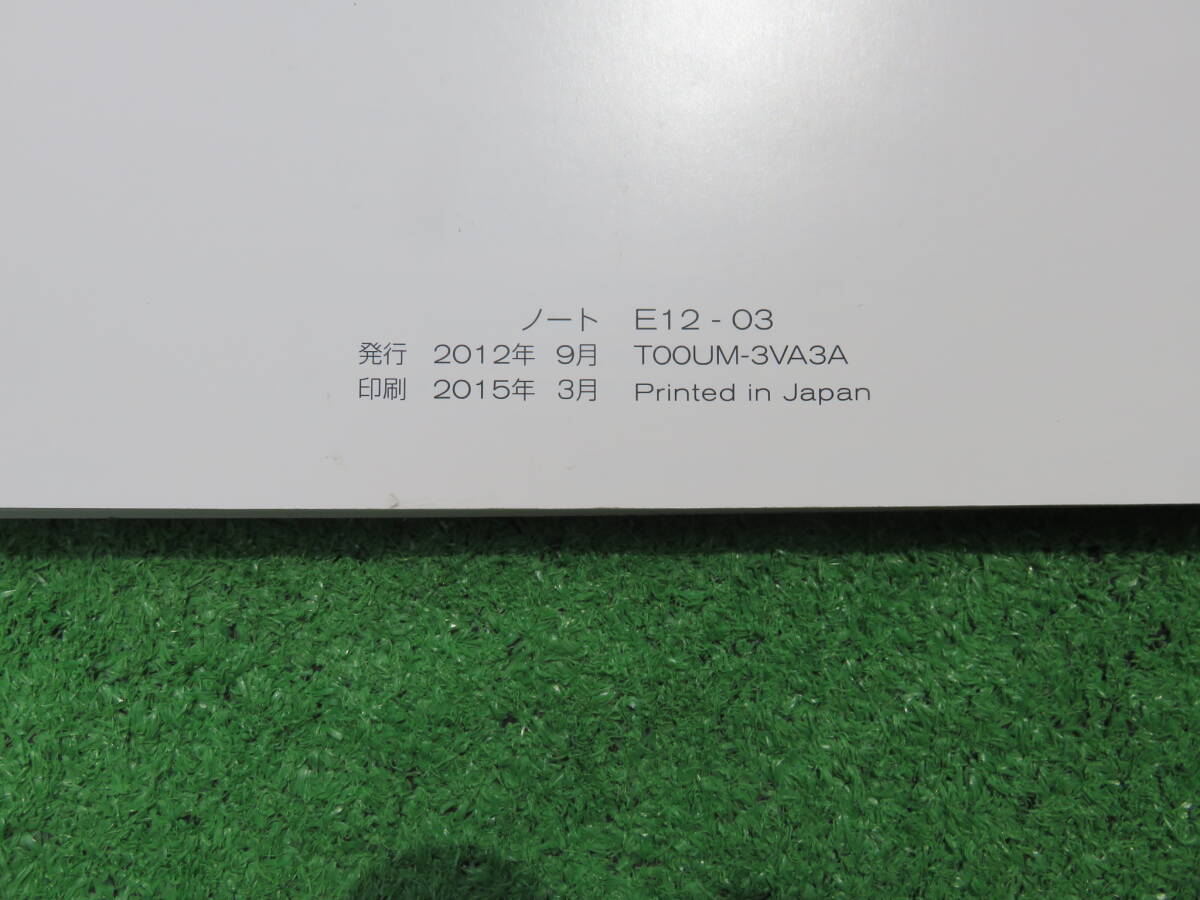 ノート E12 - 03
発行 2012年 9月 T00UM-3VA3A
印刷 2015年 3月 Printed in Japan